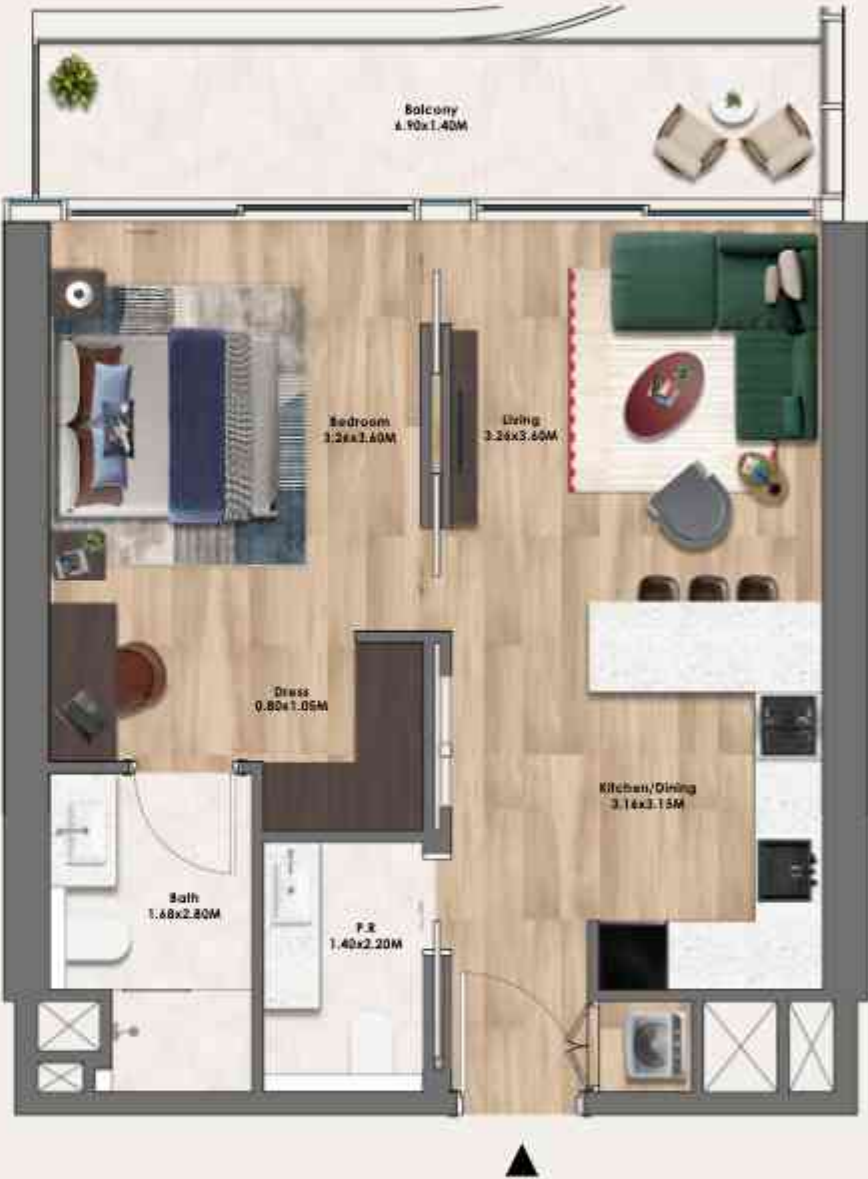 Balcony
6.90x1.40M
Bedroom
3.26x3.60M
Living
3.26x3.60M
Dress
0.80x1.05M
Kitchen/Dining
3.16x3.15M
Bath
1.68x2.80M
P.R
1.40x2.20M